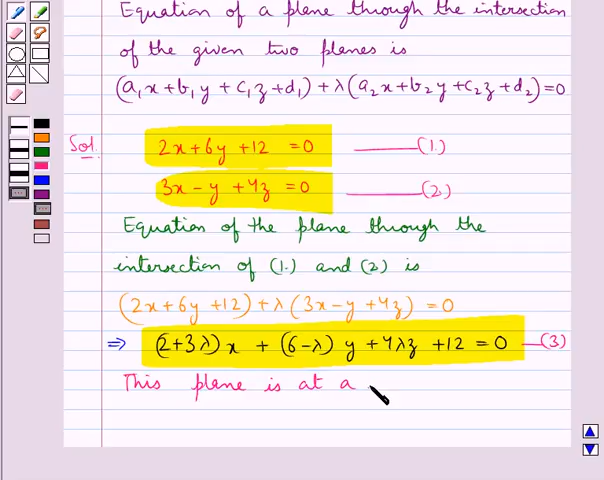 Equation of a plane through the intersection
of the given two planes is
(a₁x + b₁y + c₁z + d₁) + λ(a₂x + b₂y + c₂z + d₂) = 0
Sol. 2x + 6y + 12 = 0 ———(1.)
3x - y + 4z = 0 ———(2.)
Equation of the plane through the
intersection of (1.) and (2.) is
(2x + 6y + 12) + λ(3x - y + 4z) = 0
⇒ (2 + 3λ)x + (6 - λ)y + 4λz + 12 = 0 —(3)
This plane is at a